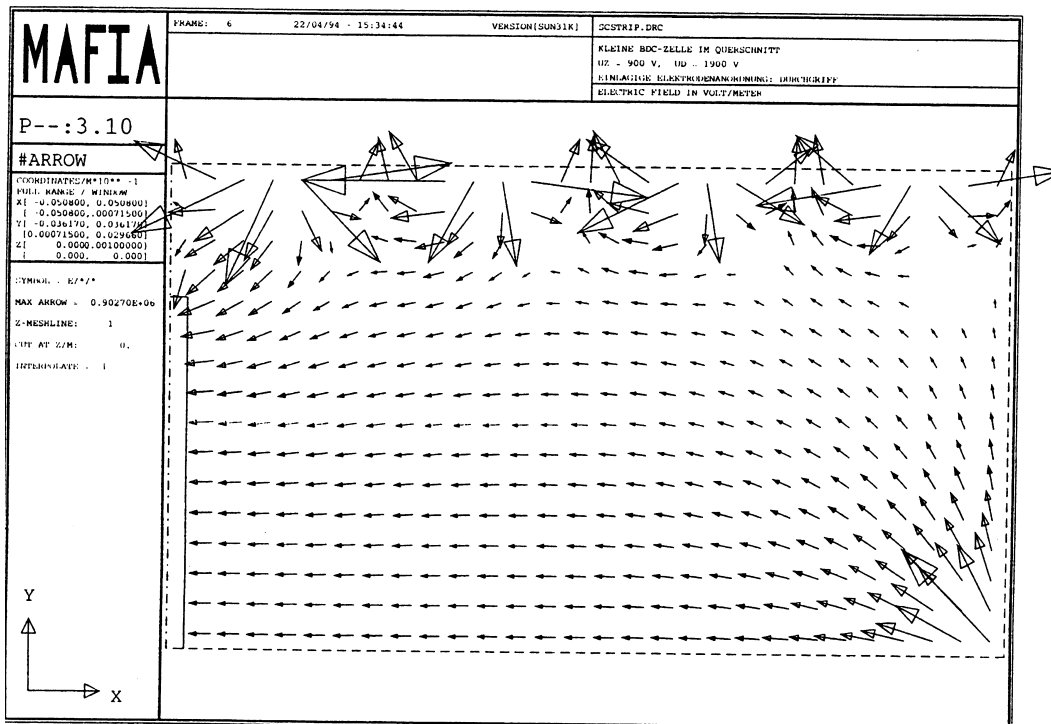 MAFIA
FRAME: 6 22/04/94 - 15:34:44 VERSION[SUN31K] SCSTRIP.DRC
KLEINE BDC-ZELLE IM QUERSCHNITT
UZ = 900 V, UD = 1900 V
EINLAGIGE ELEKTRODENANORDNUNG: DURCHGRIFF
ELECTRIC FIELD IN VOLT/METER
P--:3.10
#ARROW
COORDINATES/M*10** -1
FULL RANGE / WINDOW
X[ -0.050800, 0.050800]
[ -0.050800,.00071500]
Y[ -0.036170, 0.036170]
[0.00071500, 0.029660]
Z[ 0.0000,.00100000]
[ 0.000, 0.000]
SYMBOL =
MAX ARROW = 0.90270E+06
Z-MESHLINE: 1
CUT AT Z/M: 0.
INTERPOLATE = 1
Y
X